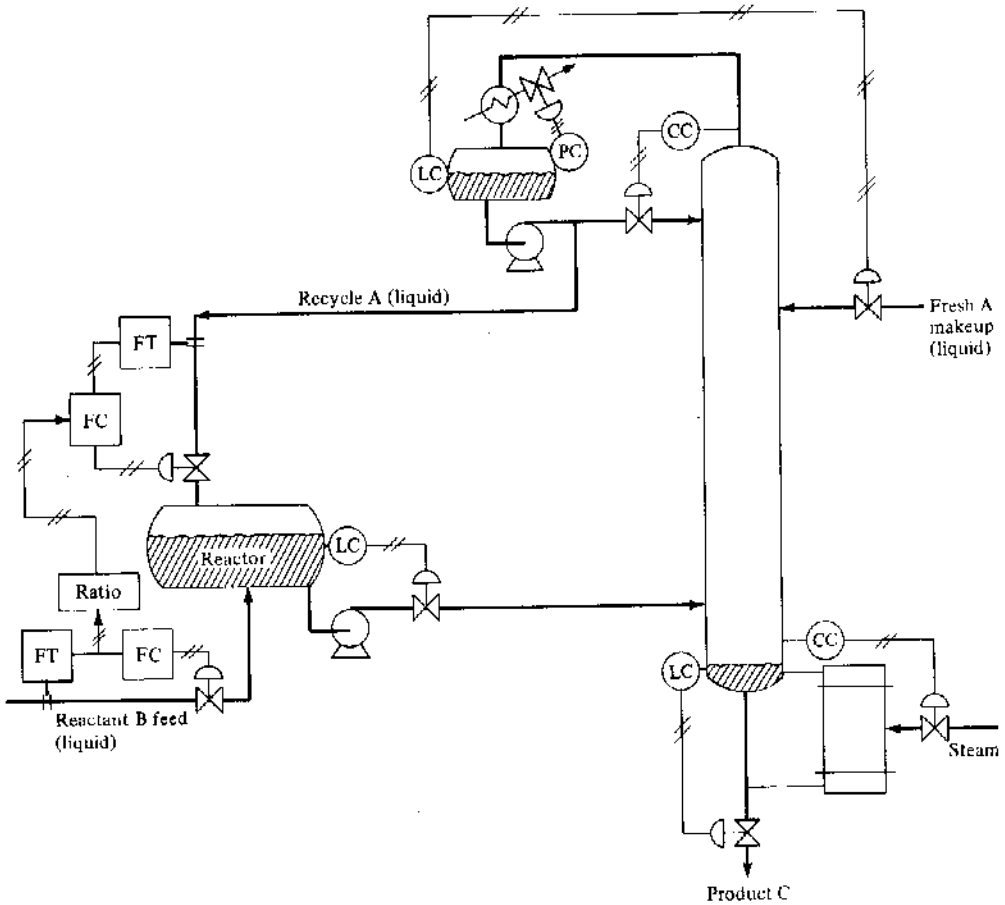 CC
LC
PC
Recycle A (liquid)
Fresh A
makeup
(liquid)
FT
FC
Reactor
LC
Ratio
FT
FC
CC
LC
Reactant B feed
(liquid)
Steam
Product C